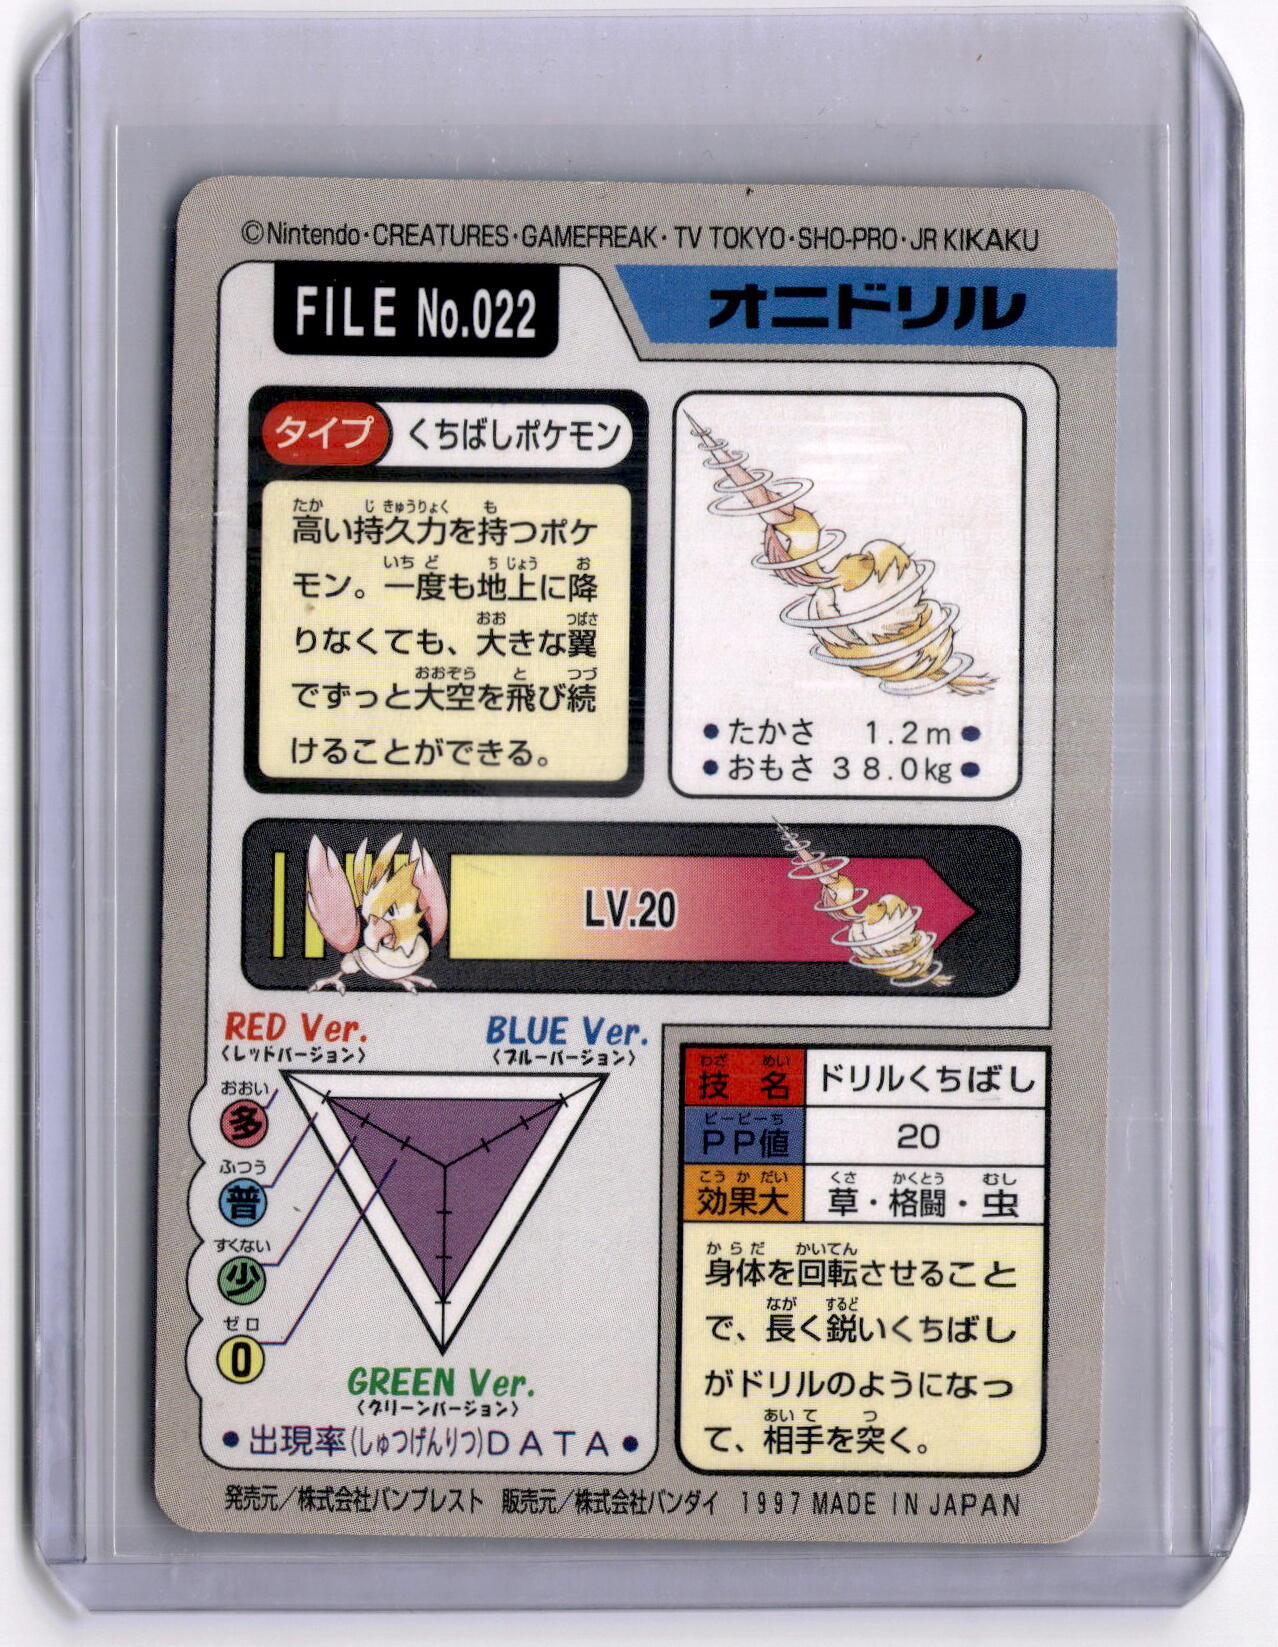 ©Nintendo・CREATURES・GAMEFREAK・TV TOKYO・SHO-PRO・JR KIKAKU
FILE No.022
オニドリル
タイプ
くちばしポケモン
たか じ きゅうりょく も
高い持久力を持つポケ
いち ど ち じょう お
モン。一度も地上に降
おお つばさ
りなくても、大きな翼
おおぞら と つづ
でずっと大空を飛び続
けることができる。
●たかさ 1.2m●
●おもさ 38.0kg●
LV.20
RED Ver.
〈レッドバージョン〉
BLUE Ver.
〈ブルーバージョン〉
おおい
多
ふつう
普
すくない
少
ゼロ
0
GREEN Ver.
〈グリーンバージョン〉
●出現率(しゅつげんりつ)DATA●
わざ めい
技名
ドリルくちばし
ピーピーち
PP値
20
こう か だい
効果大
くさ かくとう むし
草・格闘・虫
からだ かいてん
身体を回転させること
なが するど
で、長く鋭いくちばし
がドリルのようになっ
あい て つ
て、相手を突く。
発売元/株式会社バンプレスト 販売元/株式会社バンダイ 1997 MADE IN JAPAN